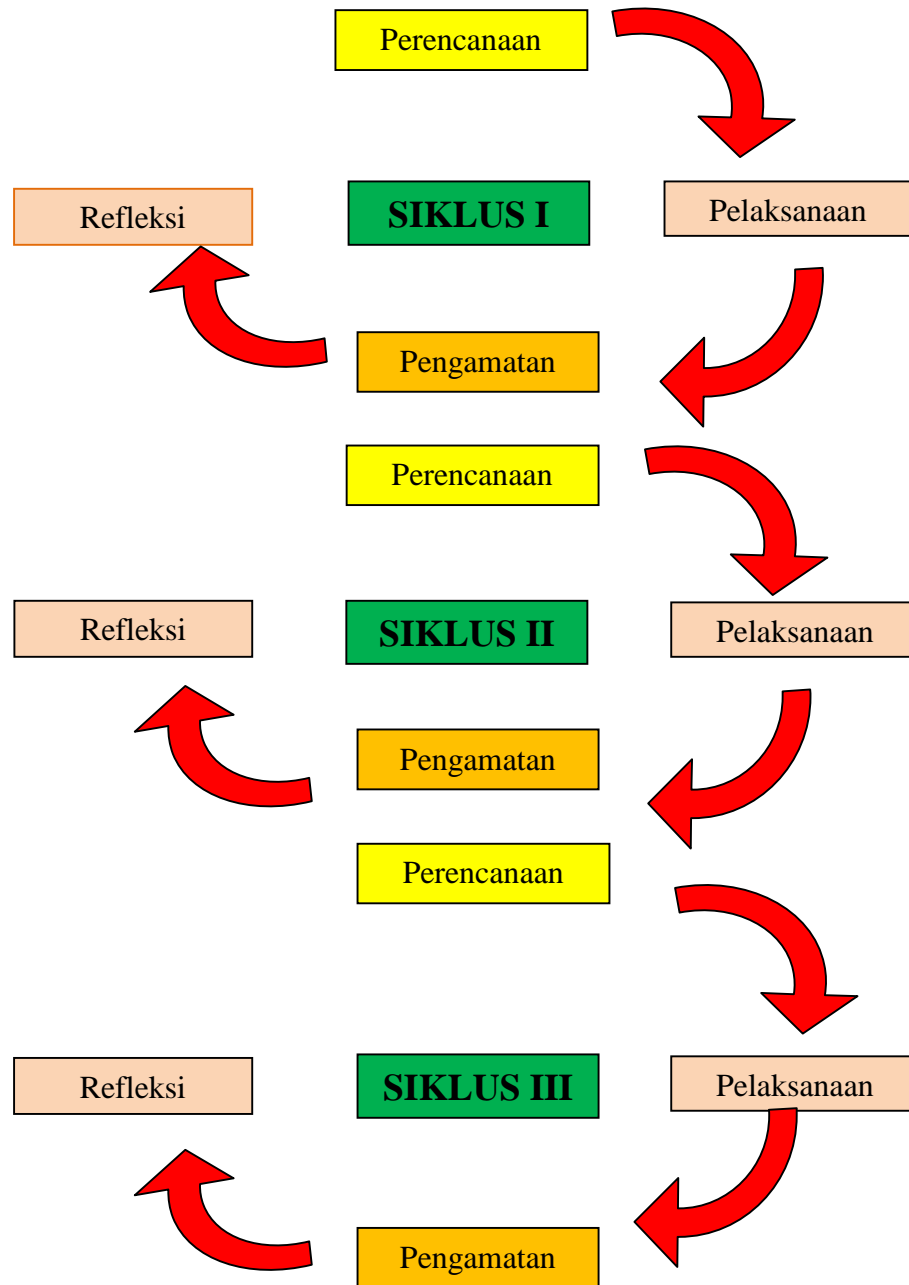 Perencanaan
Refleksi
SIKLUS I
Pelaksanaan
Pengamatan
Perencanaan
Refleksi
SIKLUS II
Pelaksanaan
Pengamatan
Perencanaan
Refleksi
SIKLUS III
Pelaksanaan
Pengamatan